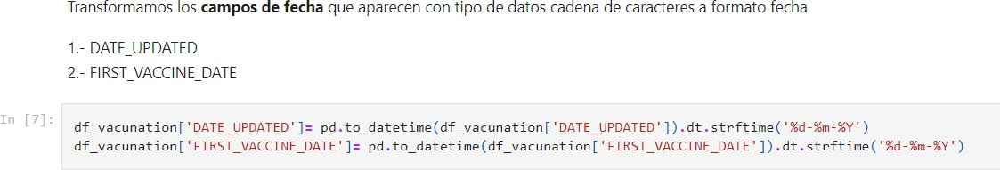 Transformamos los campos de fecha que aparecen con tipo de datos cadena de caracteres a formato fecha
1.- DATE_UPDATED
2.- FIRST_VACCINE_DATE
In [7]:
df_vacunation['DATE_UPDATED']= pd.to_datetime(df_vacunation['DATE_UPDATED']).dt.strftime('%d-%m-%Y')
df_vacunation['FIRST_VACCINE_DATE']= pd.to_datetime(df_vacunation['FIRST_VACCINE_DATE']).dt.strftime('%d-%m-%Y')